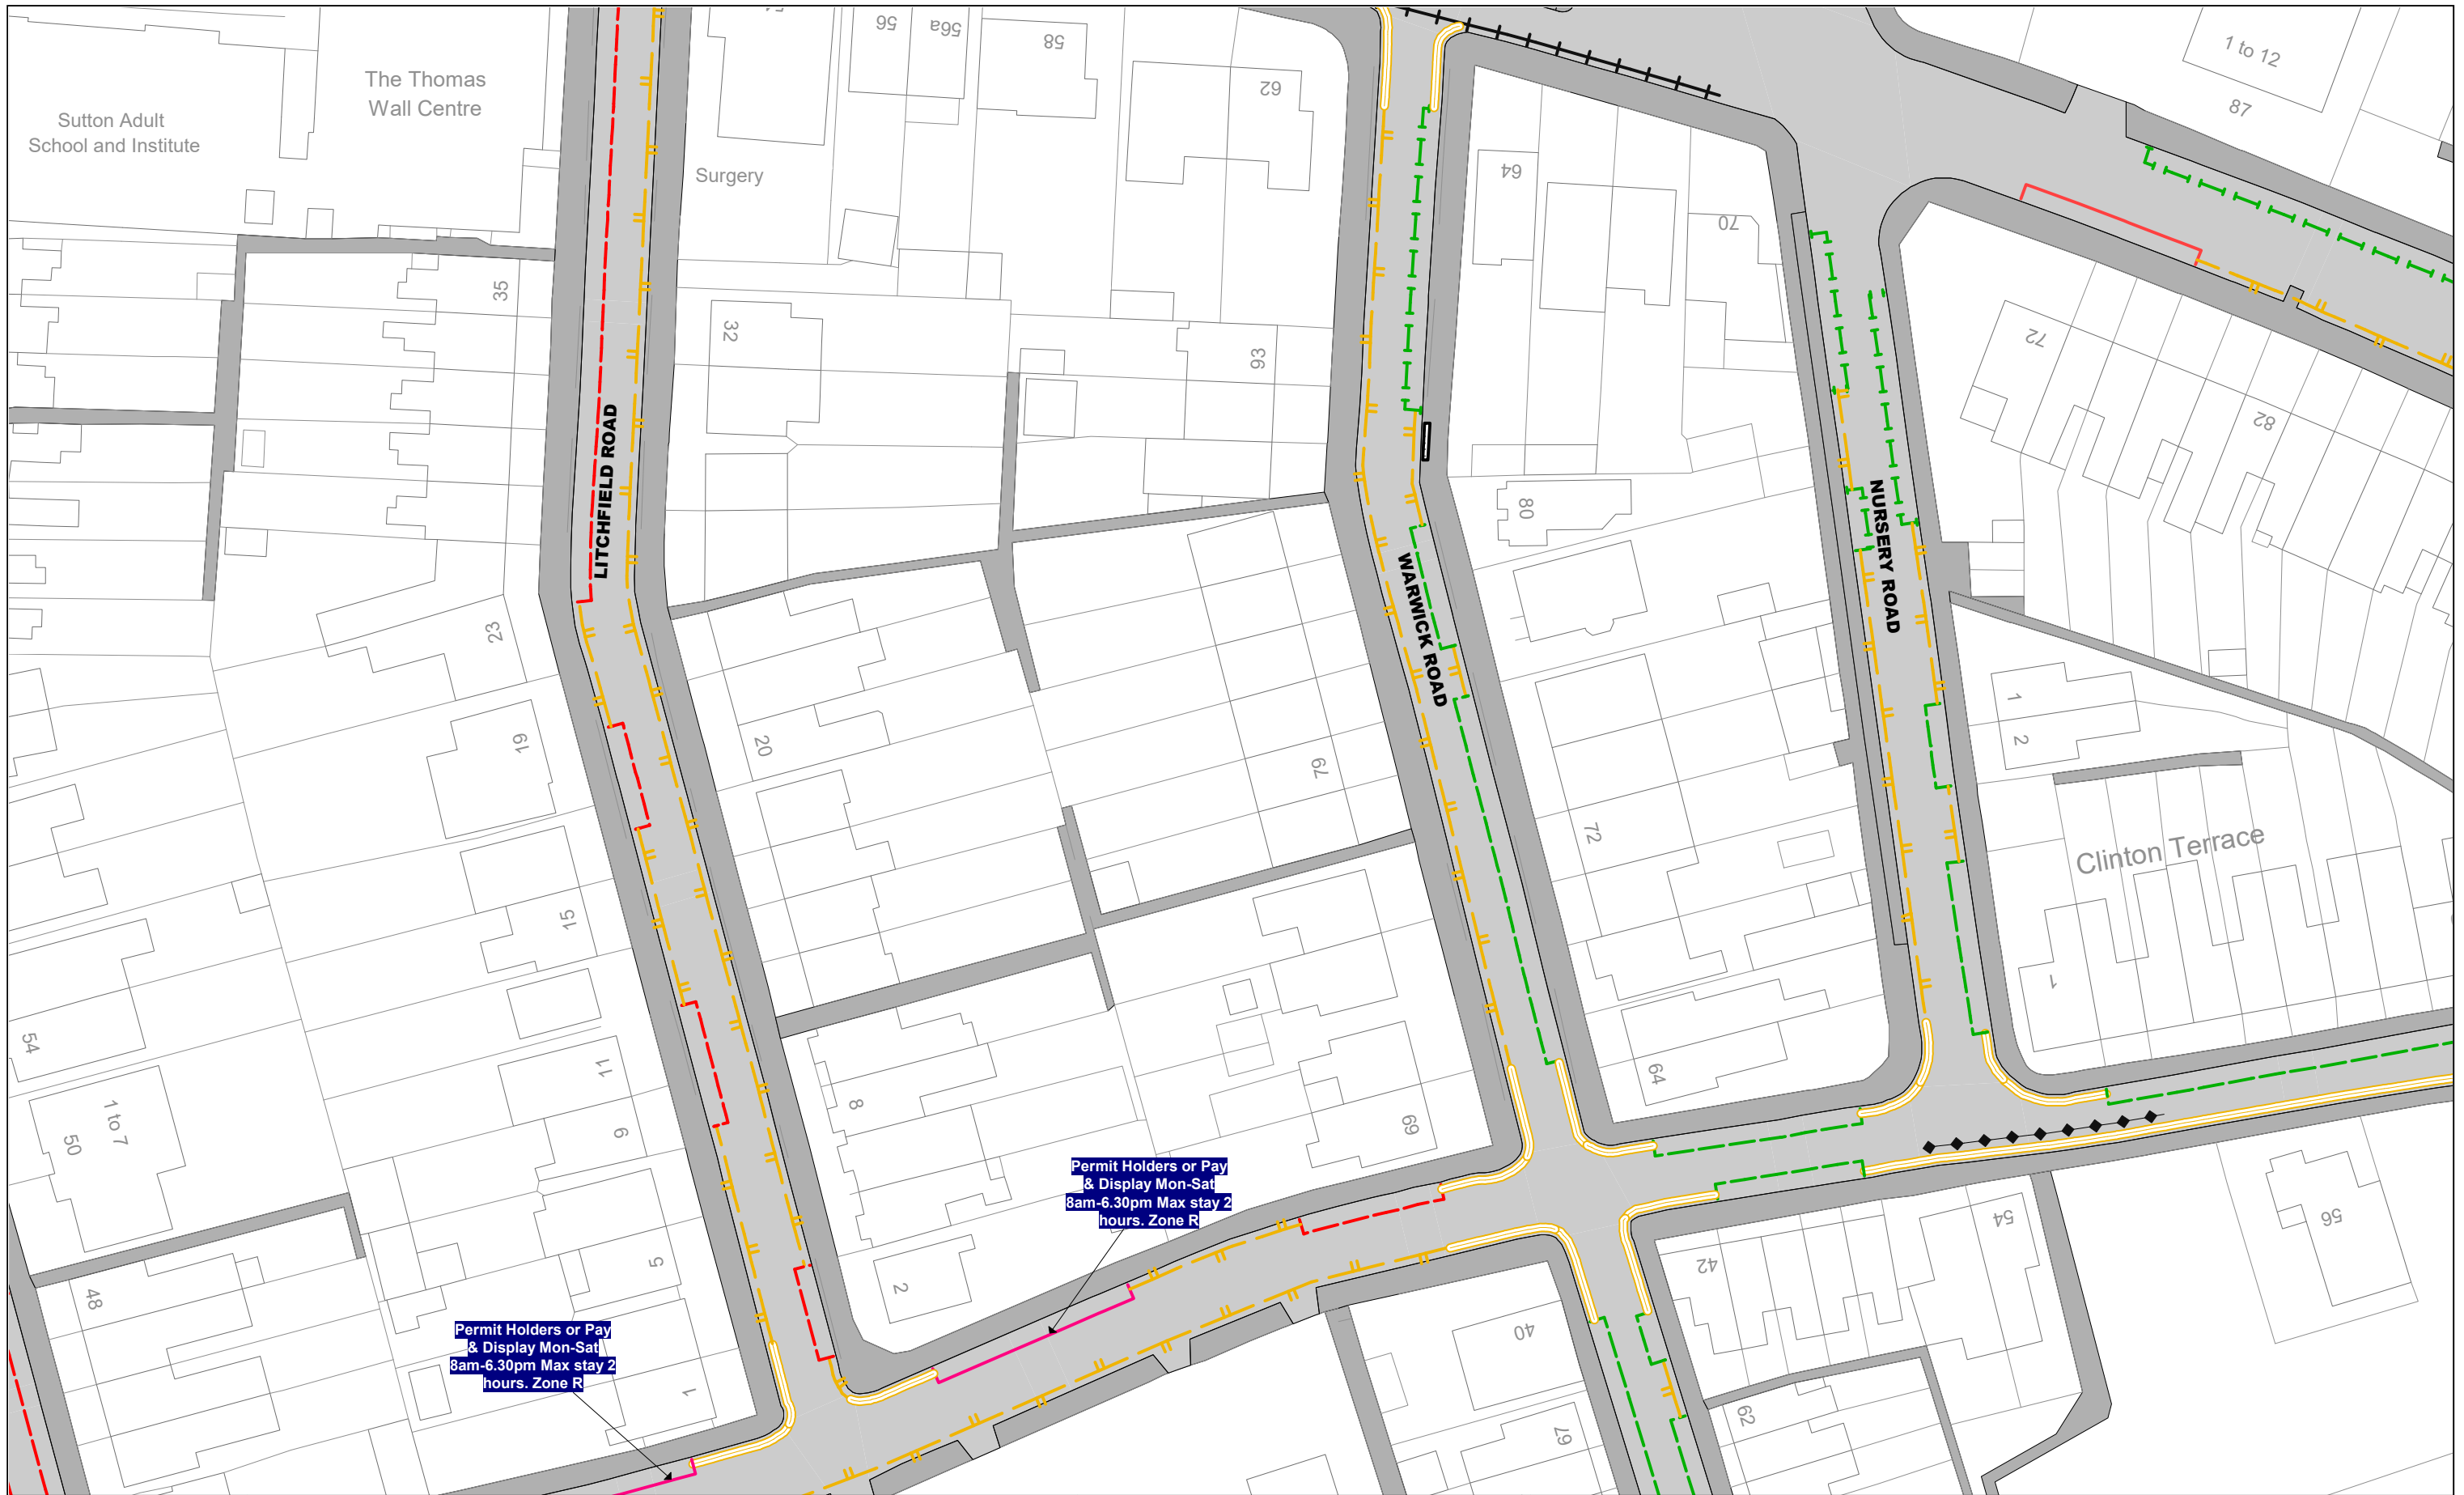 56
56a
58
62
1 to 12
87
The Thomas
Wall Centre
Sutton Adult
School and Institute
Surgery
64
70
35
32
63
72
82
LITCHFIELD ROAD
80
NURSERY ROAD
WARWICK ROAD
23
19
20
79
1
2
72
Clinton Terrace
15
1
54
11
64
8
69
1 to 7
50
9
Permit Holders or Pay
& Display Mon-Sat
8am-6.30pm Max stay 2
hours. Zone R
54
56
42
5
2
48
40
Permit Holders or Pay
& Display Mon-Sat
8am-6.30pm Max stay 2
hours. Zone R
1
62
67